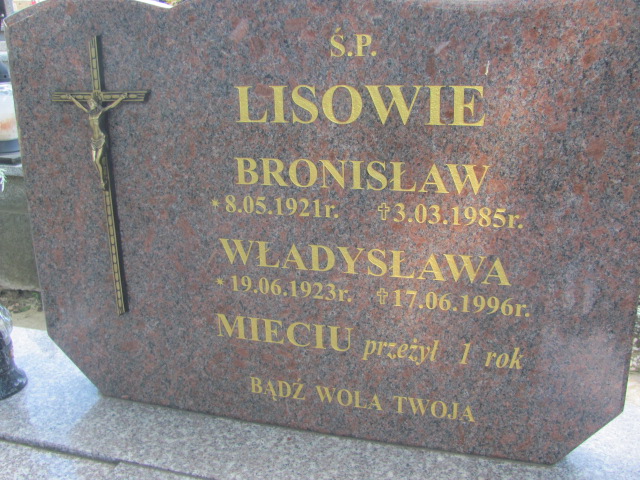 Ś.P.
LISOWIE
BRONISŁAW
* 8.05.1921r. ✝3.03.1985r.
WŁADYSŁAWA
* 19.06.1923r. ✝17.06.1996r.
MIECIU przeżył 1 rok
BĄDŹ WOLA TWOJA